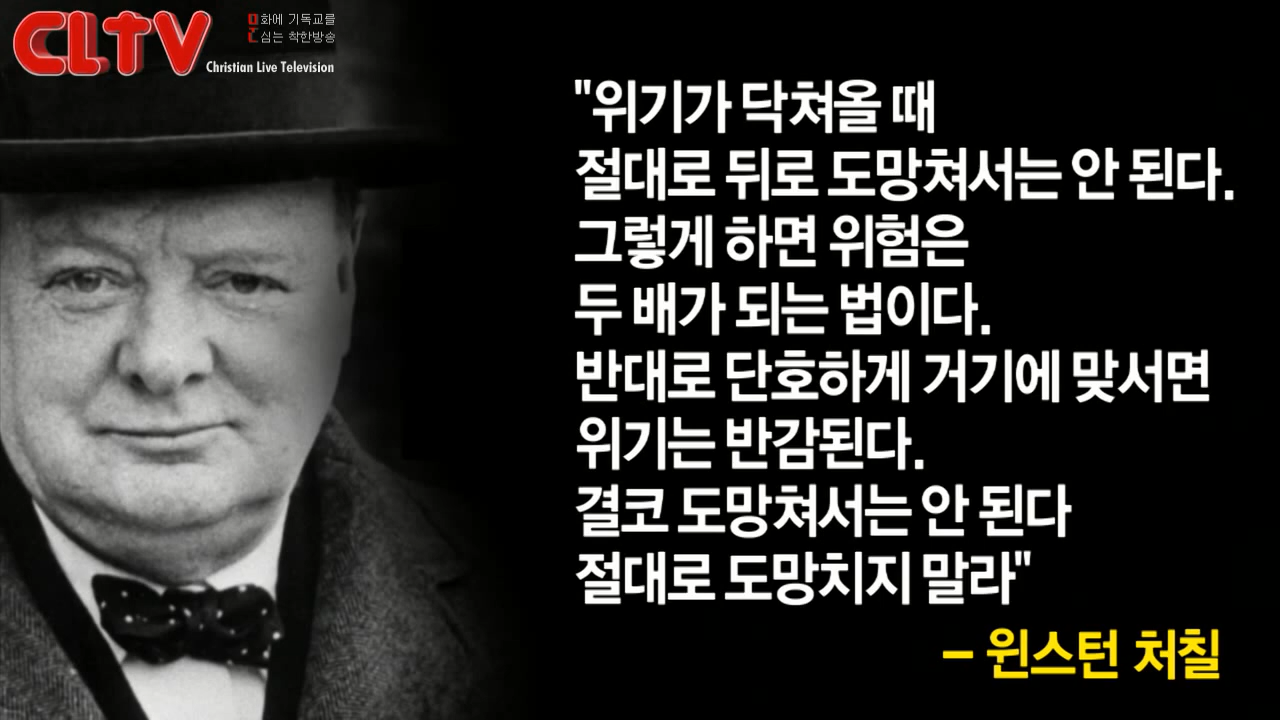 CLTV
문화에 기독교를
심는 착한방송
Christian Live Television
"위기가 닥쳐올 때
절대로 뒤로 도망쳐서는 안 된다.
그렇게 하면 위험은
두 배가 되는 법이다.
반대로 단호하게 거기에 맞서면
위기는 반감된다.
결코 도망쳐서는 안 된다
절대로 도망치지 말라"
- 윈스턴 처칠